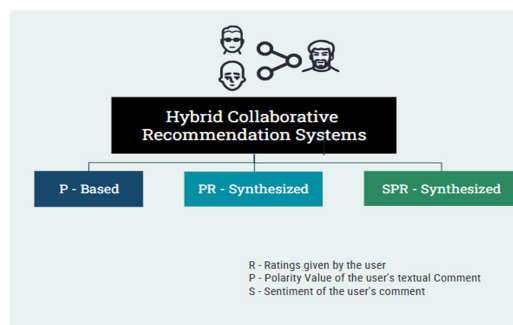 Hybrid Collaborative
Recommendation Systems
P - Based
PR - Synthesized
SPR - Synthesized
R - Ratings given by the user
P - Polarity Value of the user's textual Comment
S - Sentiment of the user's comment